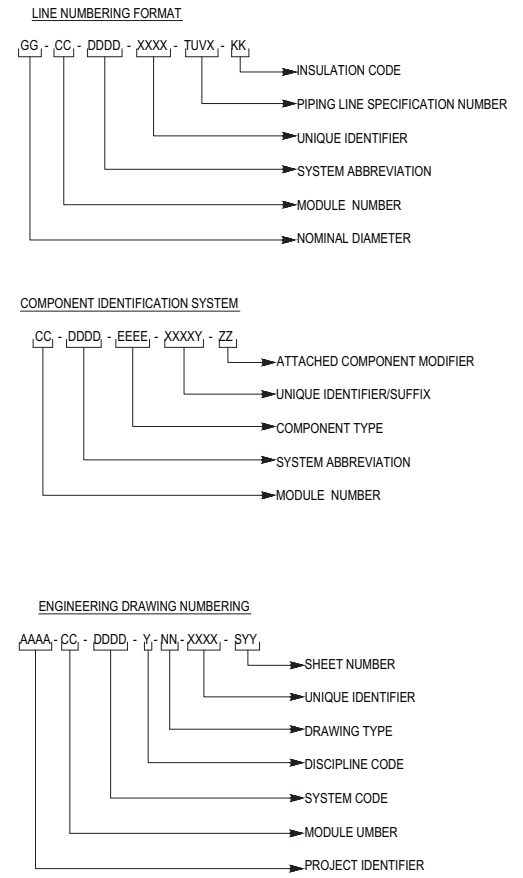 LINE NUMBERING FORMAT
GG - CC - DDDD - XXXX - TUVX - KK
INSULATION CODE
PIPING LINE SPECIFICATION NUMBER
UNIQUE IDENTIFIER
SYSTEM ABBREVIATION
MODULE NUMBER
NOMINAL DIAMETER
COMPONENT IDENTIFICATION SYSTEM
CC - DDDD - EEEE - XXXXY - ZZ
ATTACHED COMPONENT MODIFIER
UNIQUE IDENTIFIER/SUFFIX
COMPONENT TYPE
SYSTEM ABBREVIATION
MODULE NUMBER
ENGINEERING DRAWING NUMBERING
AAAA - CC - DDDD - Y - NN - XXXX - SYY
SHEET NUMBER
UNIQUE IDENTIFIER
DRAWING TYPE
DISCIPLINE CODE
SYSTEM CODE
MODULE UMBER
PROJECT IDENTIFIER